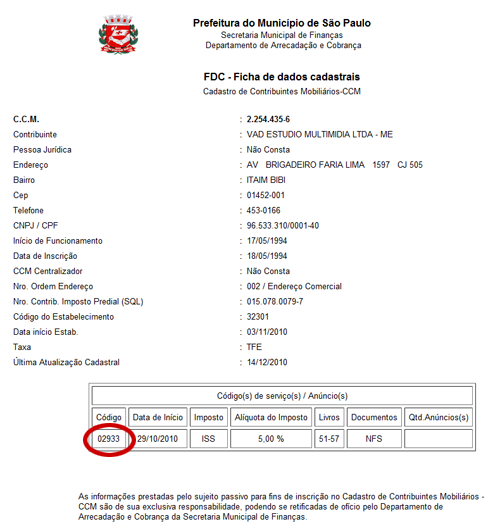 Prefeitura do Municipio de São Paulo
Secretaria Municipal de Finanças
Departamento de Arrecadação e Cobrança
FDC - Ficha de dados cadastrais
Cadastro de Contribuintes Mobiliários-CCM
C.C.M. : 2.254.435-6
Contribuinte : VAD ESTUDIO MULTIMIDIA LTDA - ME
Pessoa Jurídica : Não Consta
Endereço : AV BRIGADEIRO FARIA LIMA 1597 CJ 505
Bairro : ITAIM BIBI
Cep : 01452-001
Telefone : 453-0166
CNPJ / CPF : 96.533.310/0001-40
Início de Funcionamento : 17/05/1994
Data de Inscrição : 18/05/1994
CCM Centralizador : Não Consta
Nro. Ordem Endereço : 002 / Endereço Comercial
Nro. Contrib. Imposto Predial (SQL) : 015.078.0079-7
Código do Estabelecimento : 32301
Data início Estab. : 03/11/2010
Taxa : TFE
Última Atualização Cadastral : 14/12/2010
Código(s) de serviço(s) / Anúncio(s)
Código Data de Início Imposto Alíquota do Imposto Livros Documentos Qtd.Anúncios(s)
02933 29/10/2010 ISS 5,00 % 51-57 NFS
As informações prestadas pelo sujeito passivo para fins de inscrição no Cadastro de Contribuintes Mobiliários -
CCM são de sua exclusiva responsabilidade, podendo se retificadas de ofício pelo Departamento de
Arrecadação e Cobrança da Secretaria Municipal de Finanças.